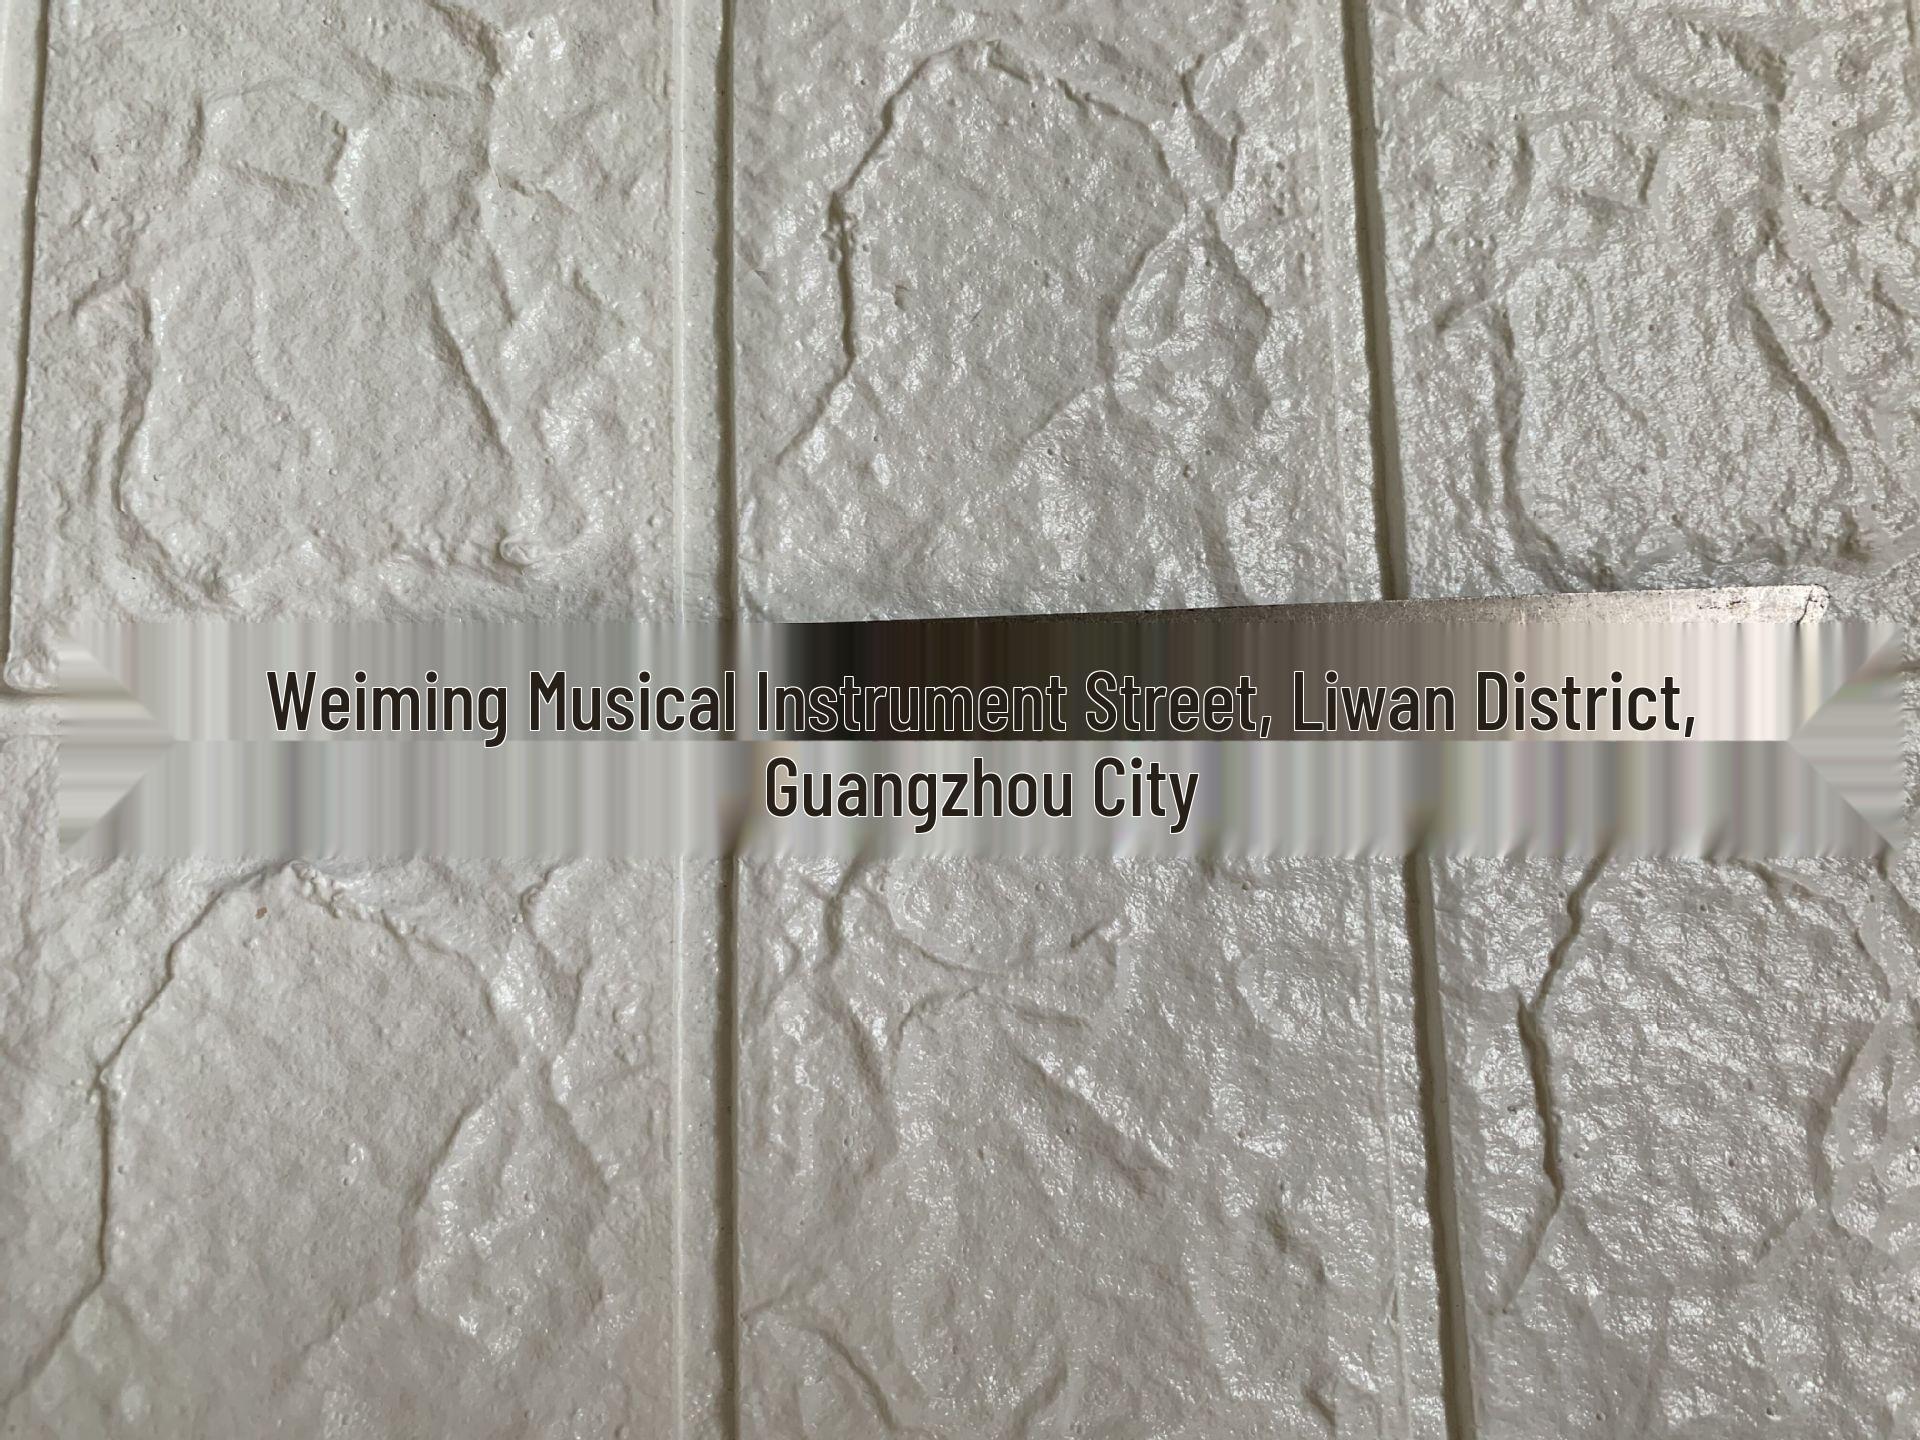 Weiming Musical Instrument Street, Liwan District,
Guangzhou City